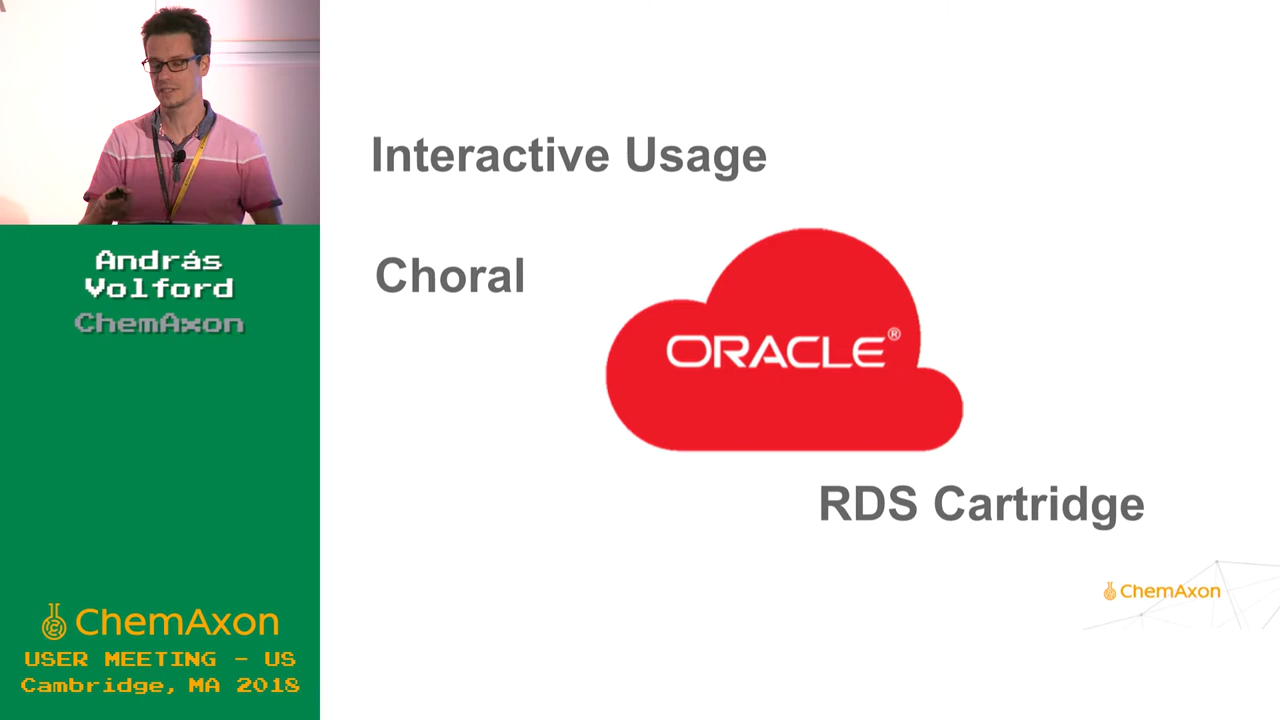 András
Volford
ChemAxon
ChemAxon
USER MEETING - US
Cambridge, MA 2018
Interactive Usage
Choral
ORACLE®
RDS Cartridge
ChemAxon